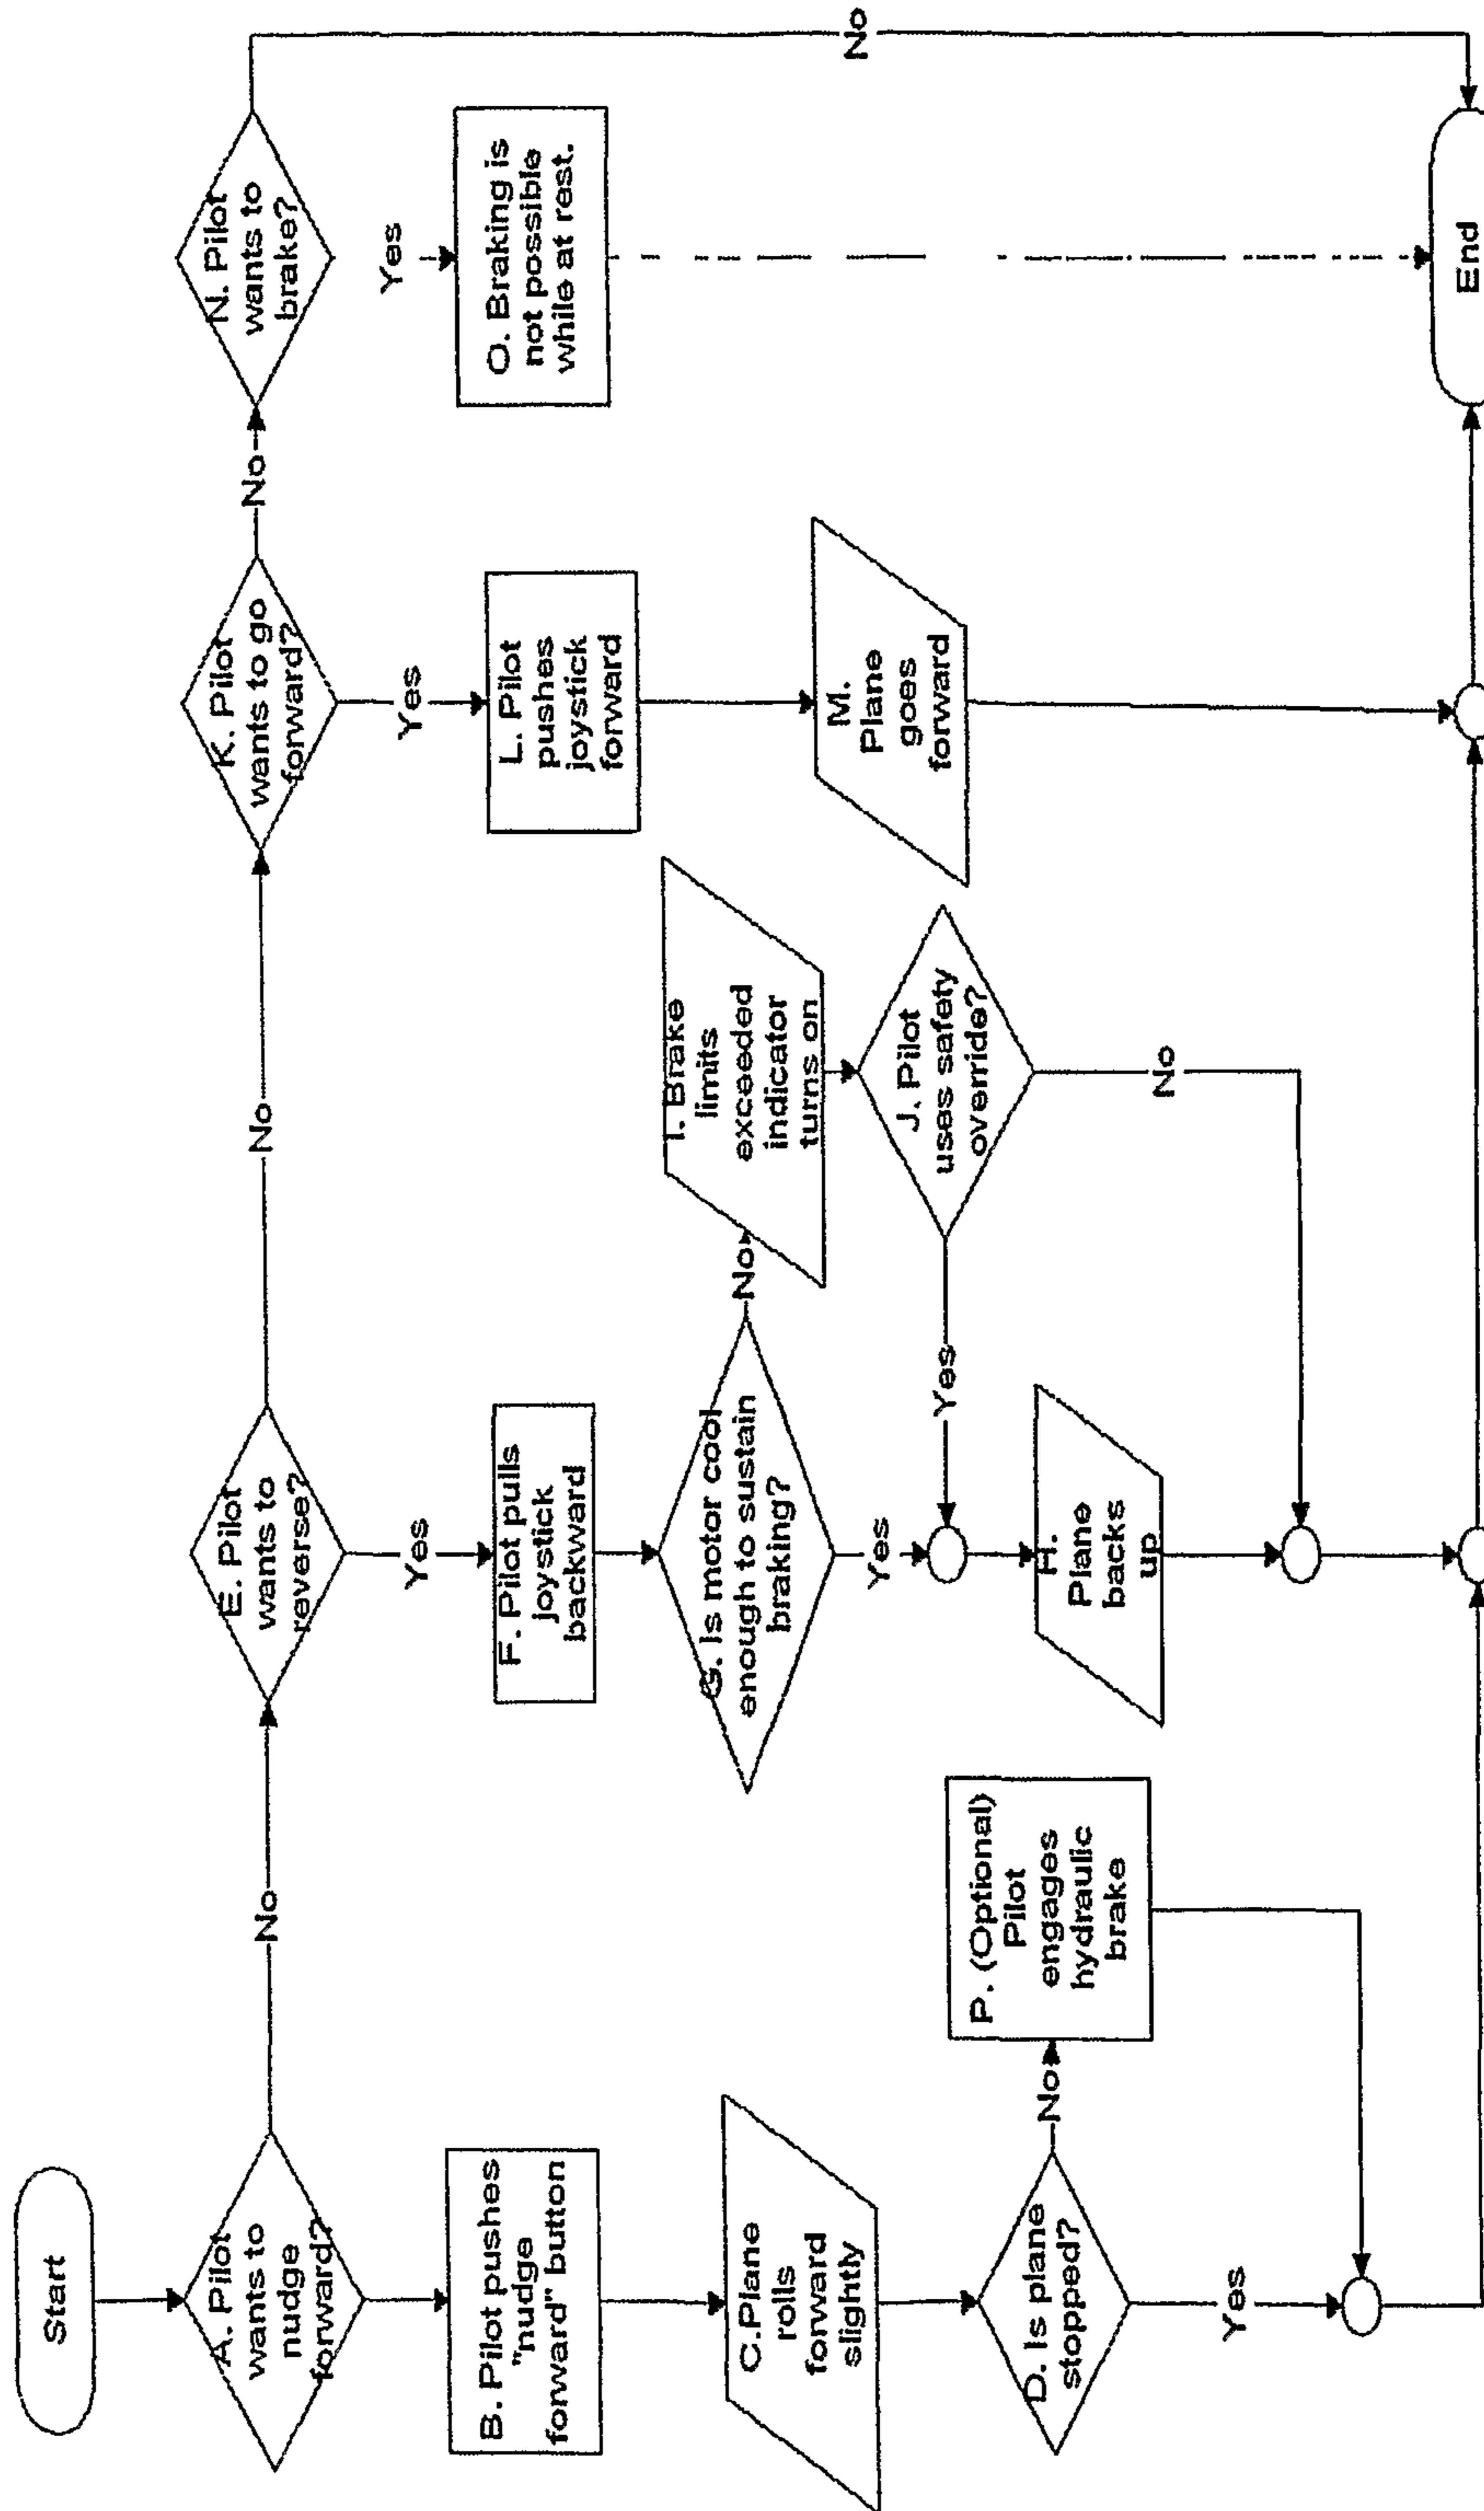 Start
A. Pilot
wants to
nudge
forward?
No
B. Pilot pushes
"nudge
forward" button
C.Plane
rolls
forward
slightly
D. Is plane
stopped?
No
Yes
P. (Optional)
Pilot
engages
hydraulic
brake
E. Pilot
wants to
reverse?
No
Yes
F. Pilot pulls
joystick
backward
G. Is motor cool
enough to sustain
braking?
No
Yes
H.
Plane
backs
up
I. Brake
limits
exceeded
indicator
turns on
J. Pilot
uses safety
override?
Yes
No
K. Pilot
wants to go
forward?
No
Yes
L. Pilot
pushes
joystick
forward
M.
Plane
goes
forward
N. Pilot
wants to
brake?
No
Yes
O. Braking is
not possible
while at rest.
End